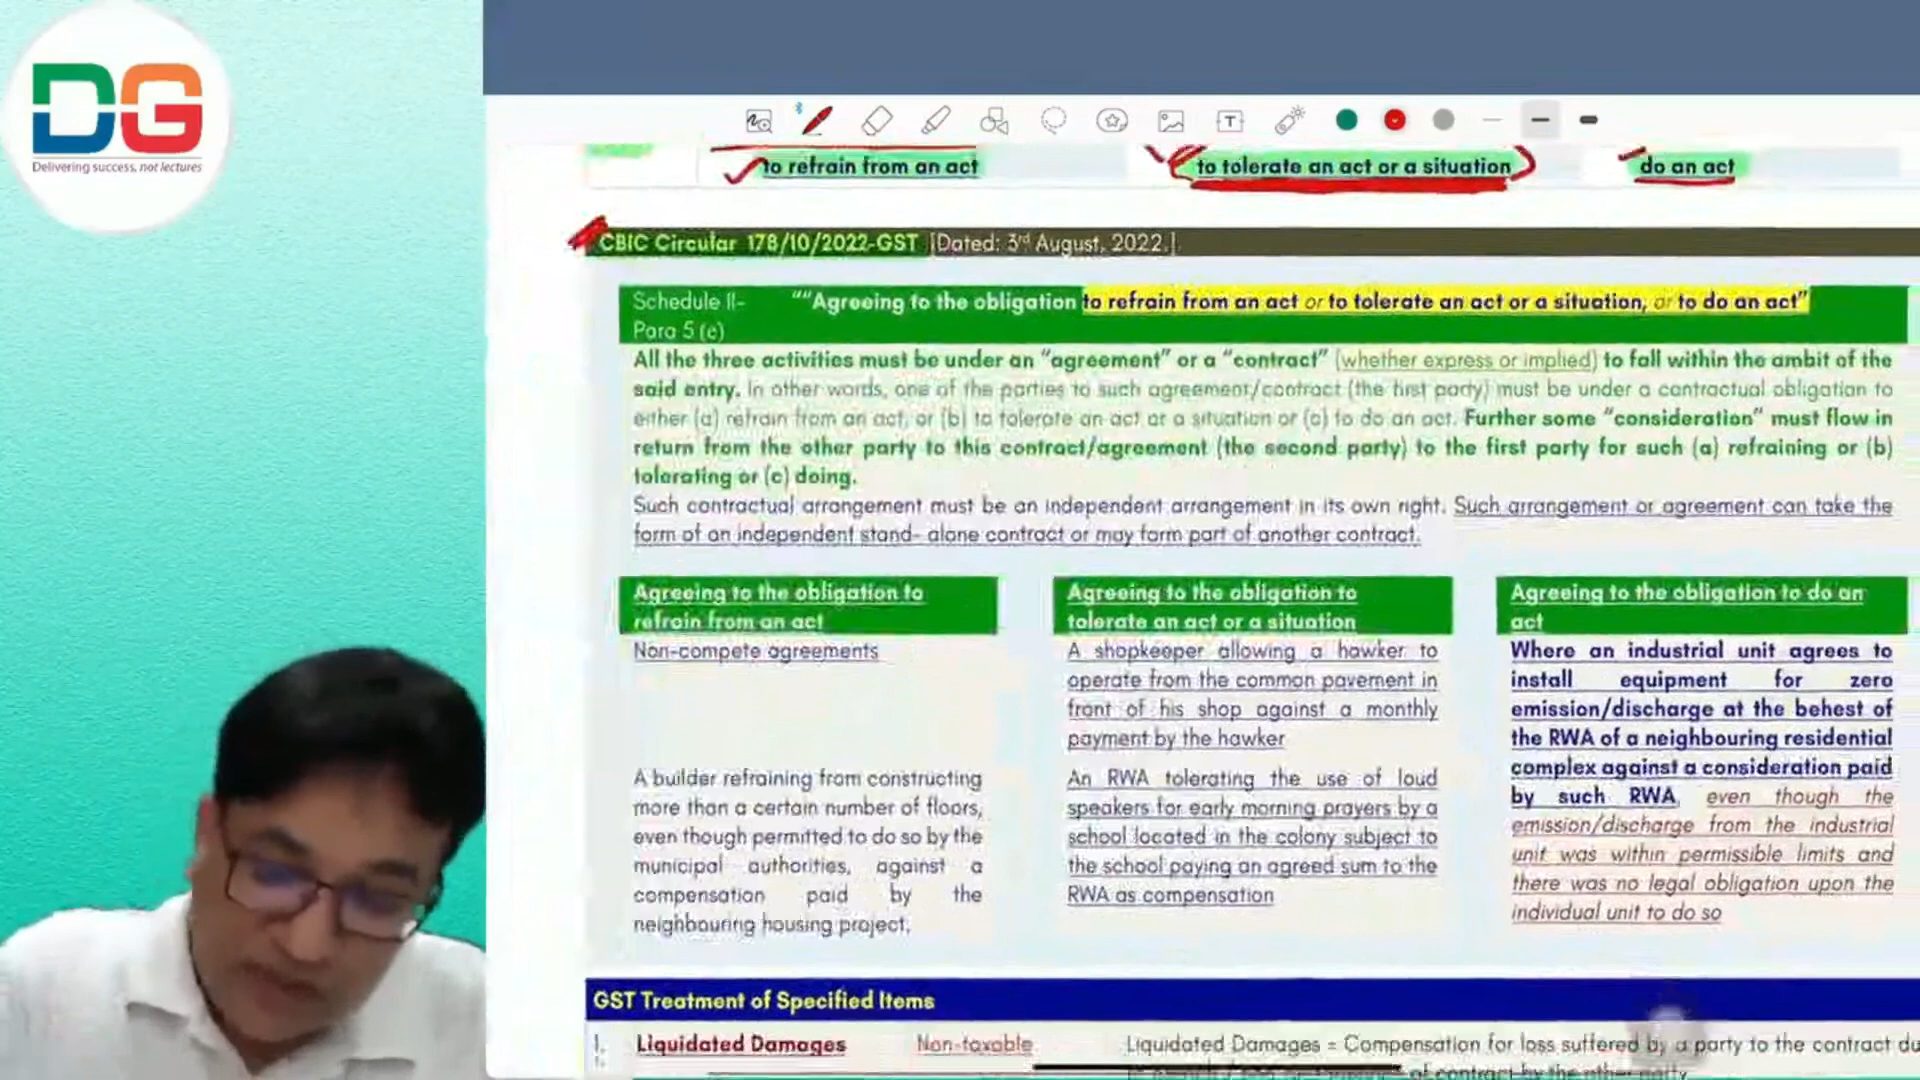 DG
Delivering success, not lectures
T
to refrain from an act
to tolerate an act or a situation
do an act
CBIC Circular 178/10/2022-GST [Dated: 3rd August, 2022.]
Schedule II- ""Agreeing to the obligation to refrain from an act or to tolerate an act or a situation, or to do an act"
Para 5 (e)
All the three activities must be under an "agreement" or a "contract" (whether express or implied) to fall within the ambit of the
said entry. In other words, one of the parties to such agreement/contract (the first party) must be under a contractual obligation to
either (a) refrain from an act, or (b) to tolerate an act or a situation or (c) to do an act. Further some "consideration" must flow in
return from the other party to this contract/agreement (the second party) to the first party for such (a) refraining or (b)
tolerating or (c) doing.
Such contractual arrangement must be an independent arrangement in its own right. Such arrangement or agreement can take the
form of an independent stand- alone contract or may form part of another contract.
Agreeing to the obligation to
refrain from an act
Non-compete agreements
A builder refraining from constructing
more than a certain number of floors,
even though permitted to do so by the
municipal authorities, against a
compensation paid by the
neighbouring housing project.
Agreeing to the obligation to
tolerate an act or a situation
A shopkeeper allowing a hawker to
operate from the common pavement in
front of his shop against a monthly
payment by the hawker
An RWA tolerating the use of loud
speakers for early morning prayers by a
school located in the colony subject to
the school paying an agreed sum to the
RWA as compensation
Agreeing to the obligation to do an
act
Where an industrial unit agrees to
install equipment for zero
emission/discharge at the behest of
the RWA of a neighbouring residential
complex against a consideration paid
by such RWA, even though the
emission/discharge from the industrial
unit was within permissible limits and
there was no legal obligation upon the
individual unit to do so
GST Treatment of Specified Items
1. Liquidated Damages Non-taxable Liquidated Damages = Compensation for loss suffered by a party to the contract du
of contract by the other party